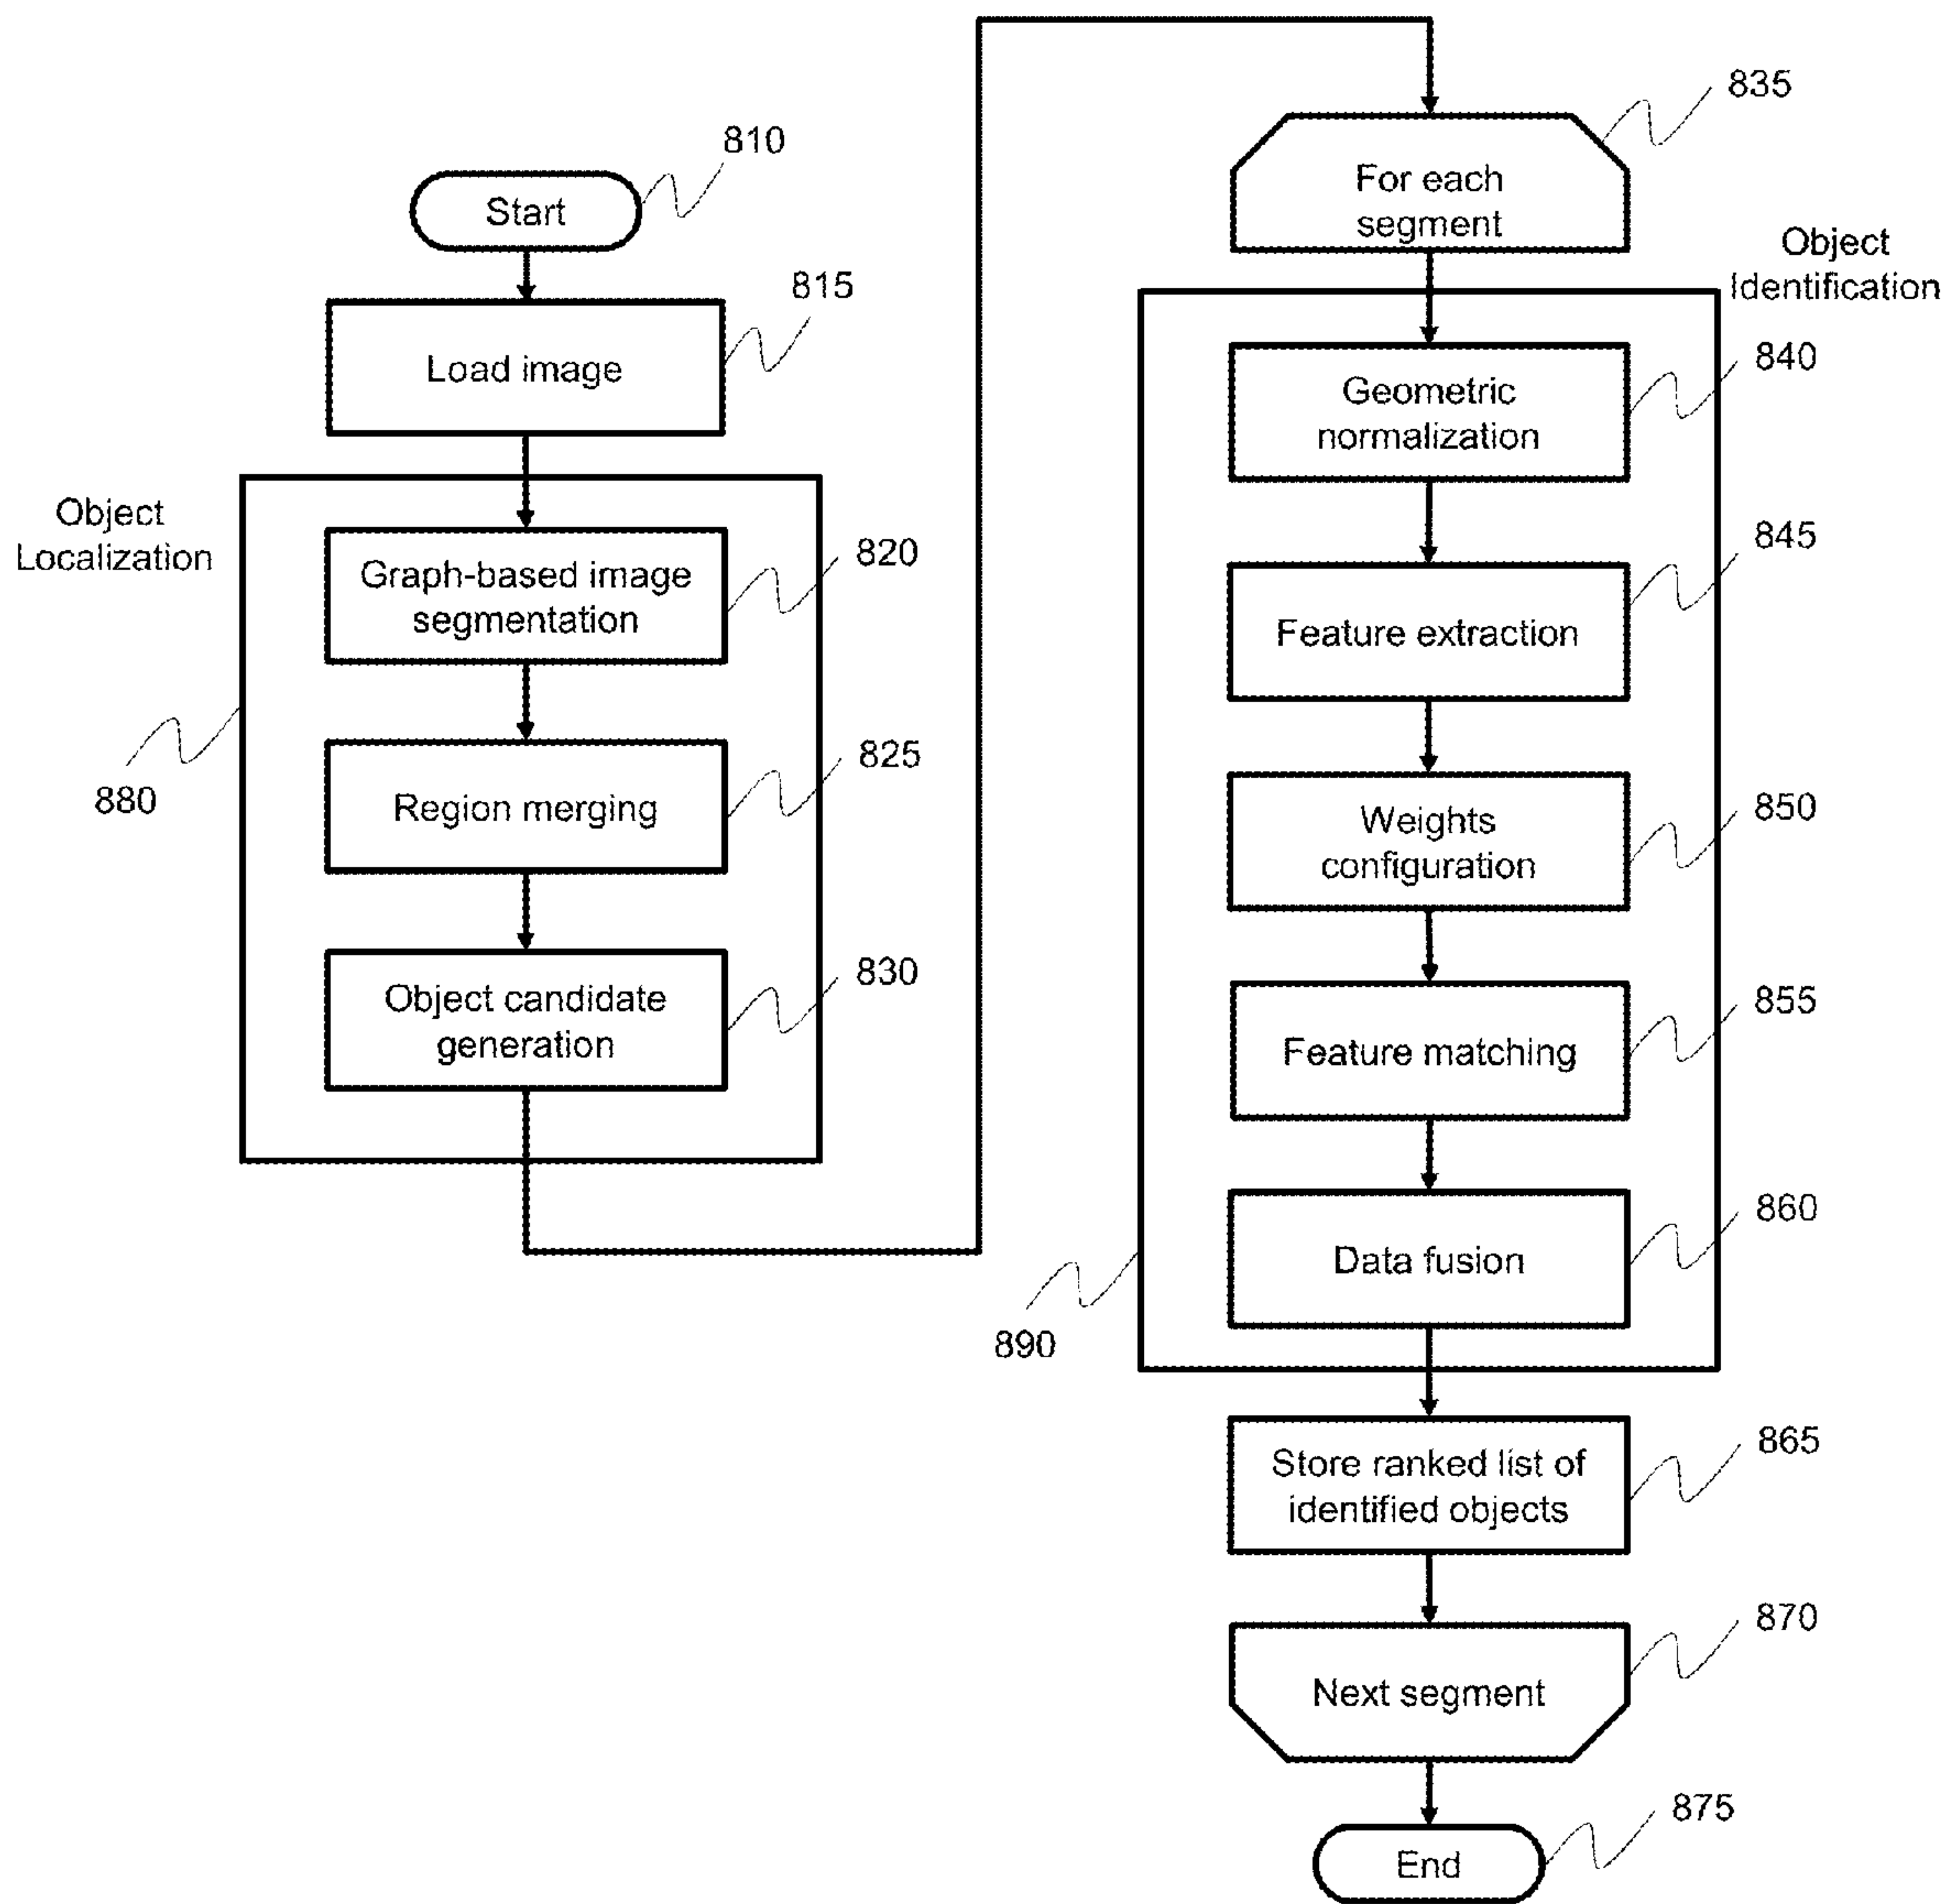 810
Start
815
Load image
Object
Localization
820
Graph-based image
segmentation
825
Region merging
880
830
Object candidate
generation
835
For each
segment
Object
Identification
840
Geometric
normalization
845
Feature extraction
850
Weights
configuration
855
Feature matching
860
Data fusion
890
865
Store ranked list of
identified objects
870
Next segment
875
End